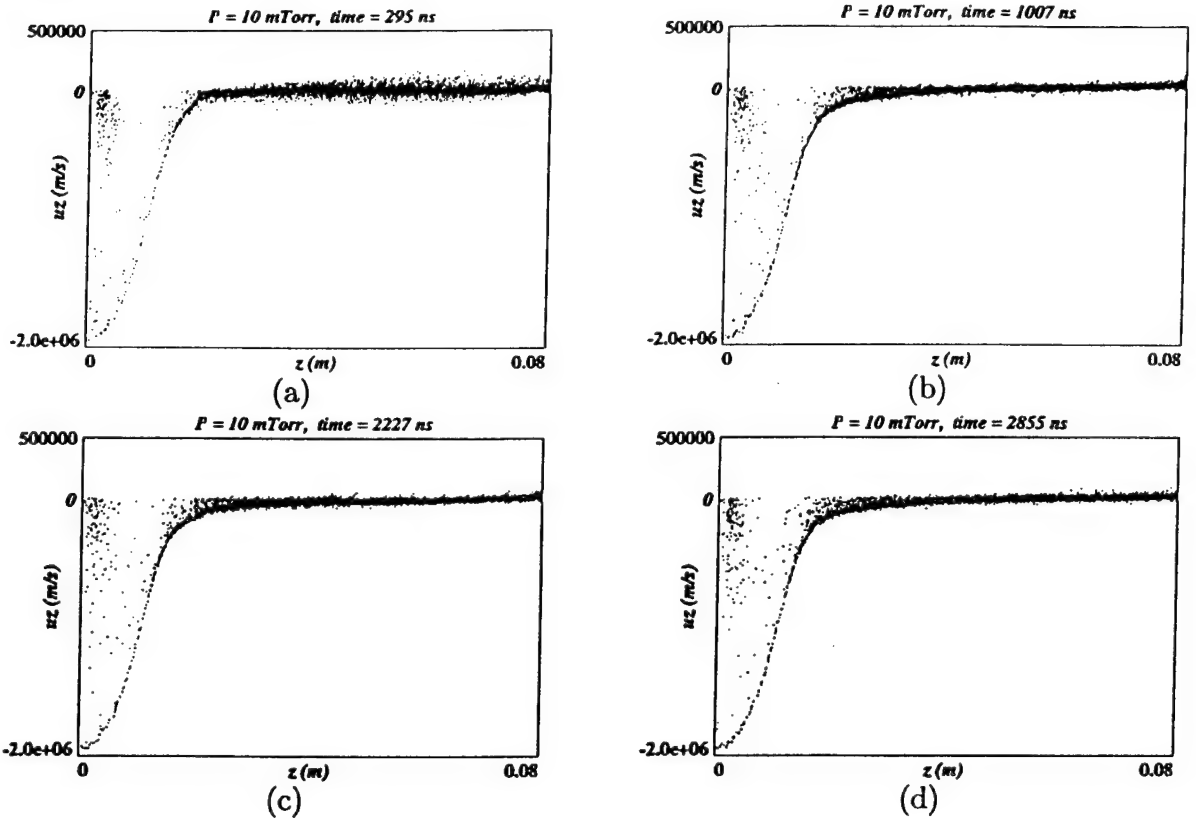 P = 10 mTorr, time = 295 ns
500000
0
uz (m/s)
-2.0e+06
0
z (m)
0.08
(a)
P = 10 mTorr, time = 1007 ns
500000
0
uz (m/s)
-2.0e+06
0
z (m)
0.08
(b)
P = 10 mTorr, time = 2227 ns
500000
0
uz (m/s)
-2.0e+06
0
z (m)
0.08
(c)
P = 10 mTorr, time = 2855 ns
500000
0
uz (m/s)
-2.0e+06
0
z (m)
0.08
(d)